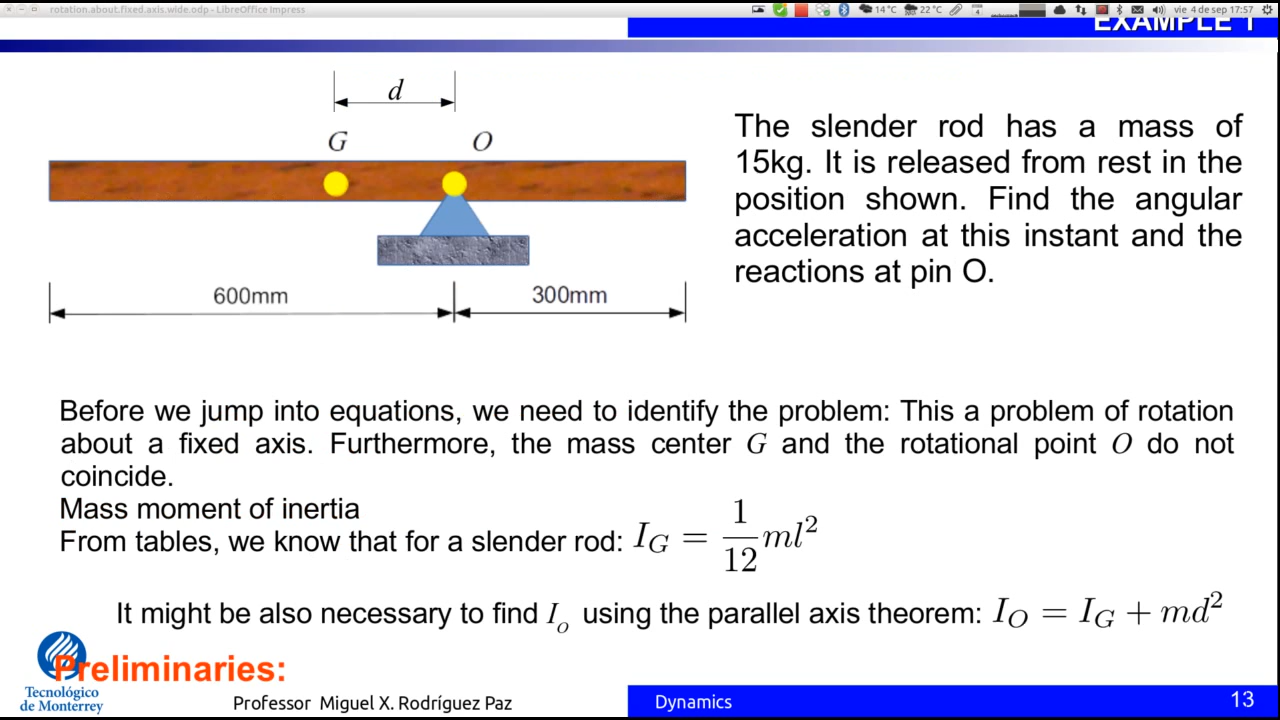 rotation.about.fixed.axis.wide.odp - LibreOffice Impress
14 °C 22 °C 4 vie 4 de sep 17:57
EXAMPLE 1
d
G O
600mm 300mm
The slender rod has a mass of
15kg. It is released from rest in the
position shown. Find the angular
acceleration at this instant and the
reactions at pin O.
Before we jump into equations, we need to identify the problem: This a problem of rotation
about a fixed axis. Furthermore, the mass center G and the rotational point O do not
coincide.
Mass moment of inertia
From tables, we know that for a slender rod: I_G = \frac{1}{12} ml^2
It might be also necessary to find I_o using the parallel axis theorem: I_O = I_G + md^2
Preliminaries:
Tecnológico
de Monterrey
Professor Miguel X. Rodríguez Paz
Dynamics
13